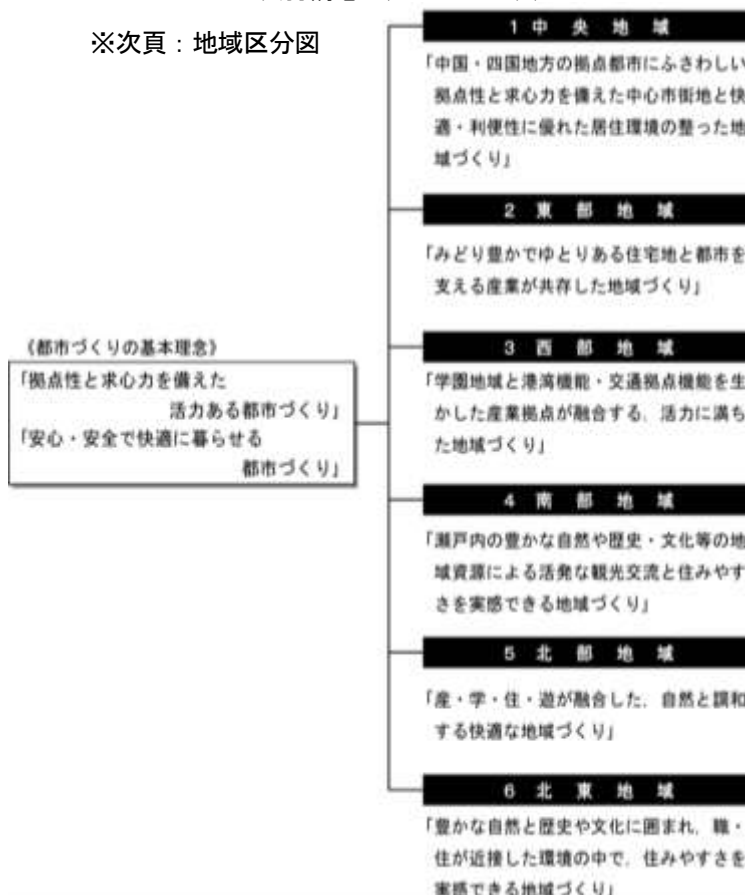 ※次頁：地域区分図
1 中 央 地 域
「中国・四国地方の拠点都市にふさわしい
拠点性と求心力を備えた中心市街地と快
適・利便性に優れた居住環境の整った地
域づくり」
2 東 部 地 域
「みどり豊かでゆとりある住宅地と都市を
支える産業が共存した地域づくり」
《都市づくりの基本理念》
「拠点性と求心力を備えた
活力ある都市づくり」
「安心・安全で快適に暮らせる
都市づくり」
3 西 部 地 域
「学園地域と港湾機能・交通拠点機能を生
かした産業拠点が融合する，活力に満ち
た地域づくり」
4 南 部 地 域
「瀬戸内の豊かな自然や歴史・文化等の地
域資源による活発な観光交流と住みやす
さを実感できる地域づくり」
5 北 部 地 域
「産・学・住・遊が融合した，自然と調和
する快適な地域づくり」
6 北 東 地 域
「豊かな自然と歴史や文化に囲まれ，職・
住が近接した環境の中で，住みやすさを
実感できる地域づくり」